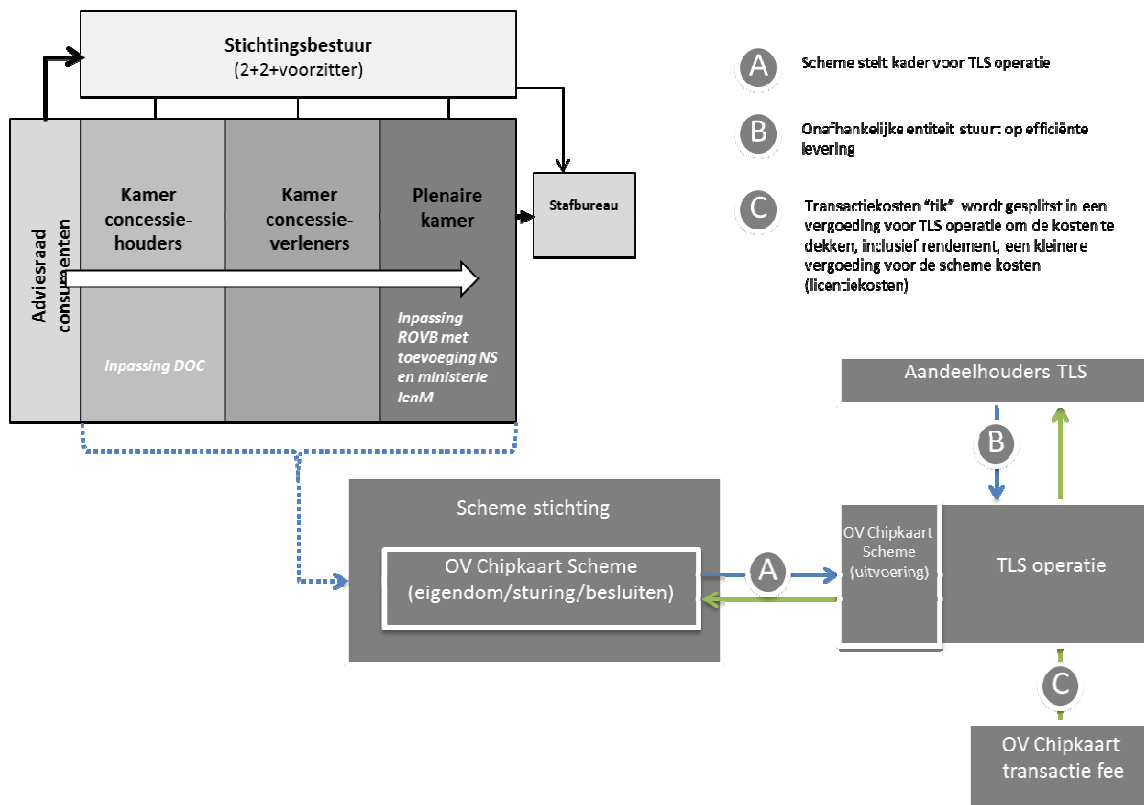 Stichtingsbestuur
(2+2+voorzitter)
Adviesraad
consumenten
Kamer
concessie-
houders
Kamer
concessie-
verleners
Plenaire
kamer
Stafbureau
Inpassing DOC
Inpassing
ROVB met
toevoeging NS
en ministerie
IenM
A
Scheme stelt kader voor TLS operatie
B
Onafhankelijke entiteit stuurt op efficiënte
levering
C
Transactiekosten “tik” wordt gesplitst in een
vergoeding voor TLS operatie om de kosten te
dekken, inclusief rendement, een kleinere
vergoeding voor de scheme kosten
(licentiekosten)
Aandeelhouders TLS
B
Scheme stichting
OV Chipkaart Scheme
(eigendom/sturing/besluiten)
A
OV Chipkaart
Scheme
(uitvoering)
TLS operatie
C
OV Chipkaart
transactie fee